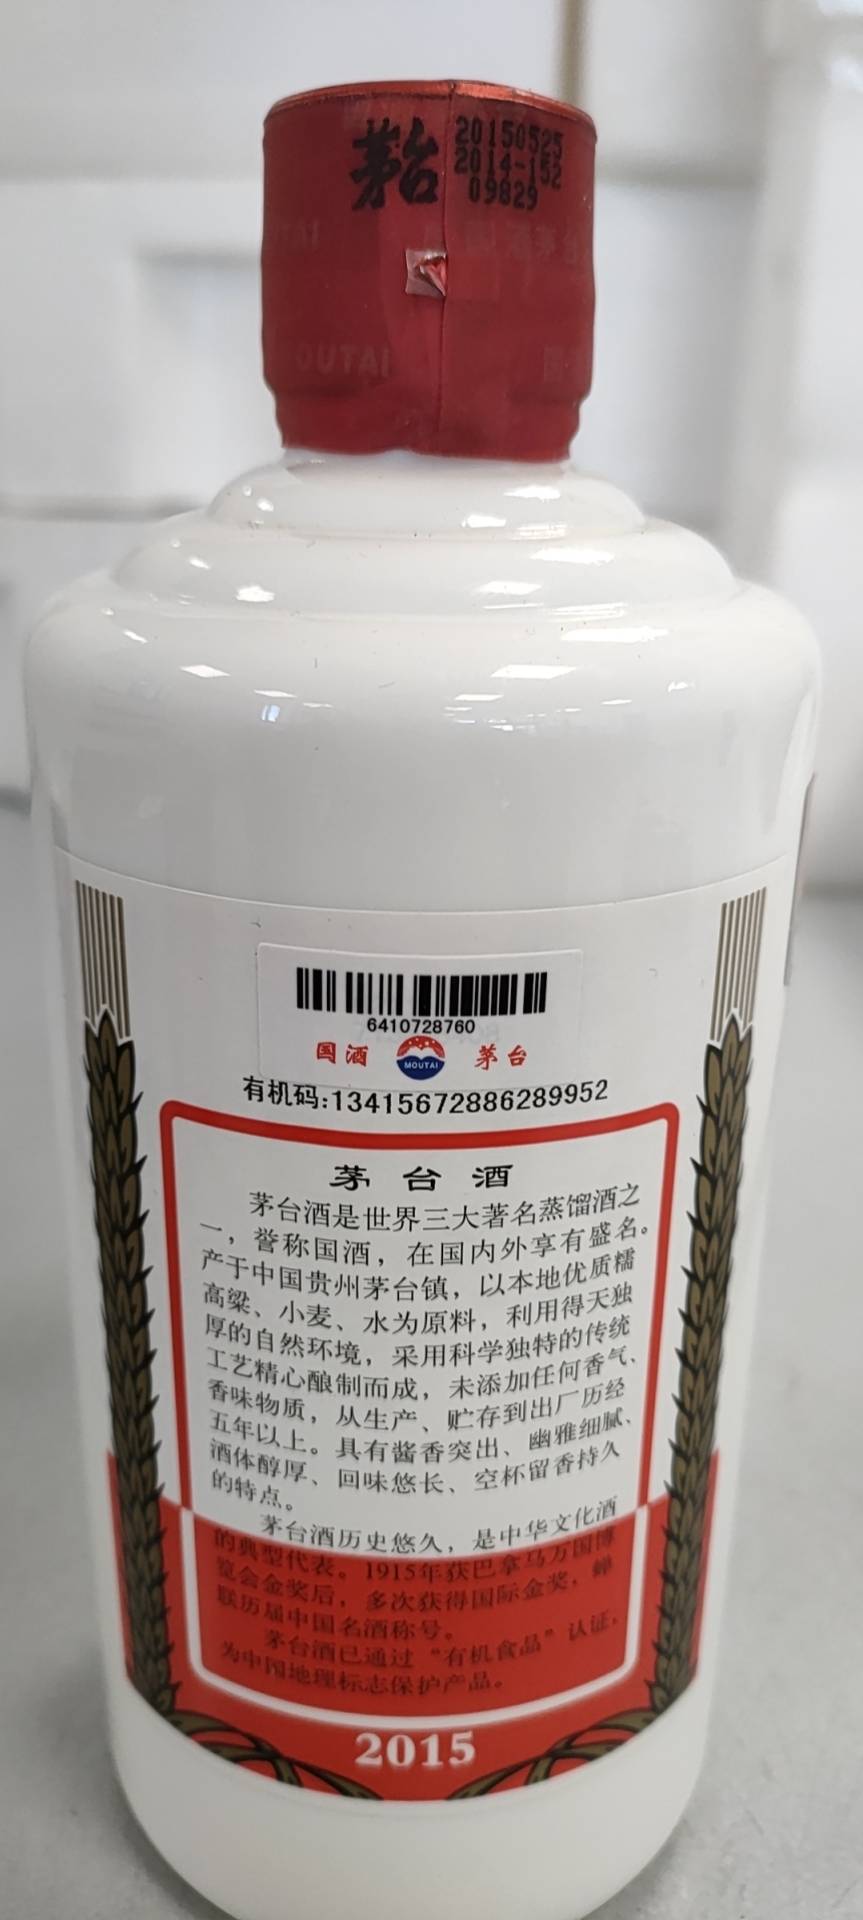 茅台
20150525
2014-152
09829
OUTAI
6410728760
国酒
MOUTAI
茅台
有机码:13415672886289952
茅台酒
茅台酒是世界三大著名蒸馏酒之
一，誉称国酒，在国内外享有盛名。
产于中国贵州茅台镇，以本地优质糯
高粱、小麦、水为原料，利用得天独
厚的自然环境，采用科学独特的传统
工艺精心酿制而成，未添加任何香气、
香味物质，从生产、贮存到出厂历经
五年以上。具有酱香突出、幽雅细腻、
酒体醇厚、回味悠长、空杯留香持久
的特点。
茅台酒历史悠久，是中华文化酒
的典型代表。1915年获巴拿马万国博
览会金奖后，多次获得国际金奖，蝉
联历届中国名酒称号。
茅台酒已通过“有机食品”认证，
为中国地理标志保护产品。
2015